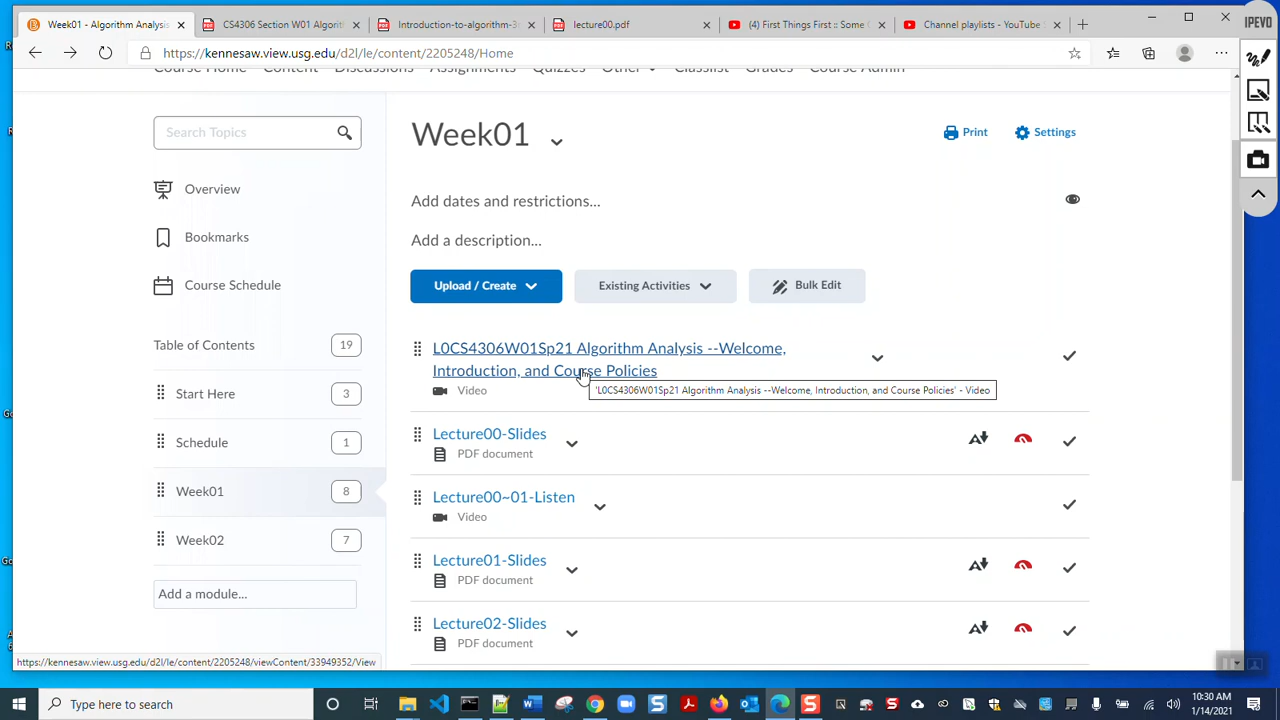 Week01 - Algorithm Analysis
CS4306 Section W01 Algorit
Introduction-to-algorithm-3
lecture00.pdf
(4) First Things First :: Some
Channel playlists - YouTube
IPEVO
https://kennesaw.view.usg.edu/d2l/le/content/2205248/Home
Course Home Content Discussions Assignments Quizzes Other Classlist Grades Course Admin
Search Topics
Overview
Bookmarks
Course Schedule
Table of Contents 19
Start Here 3
Schedule 1
Week01 8
Week02 7
Add a module...
Week01
Print
Settings
Add dates and restrictions...
Add a description...
Upload / Create
Existing Activities
Bulk Edit
L0CS4306W01Sp21 Algorithm Analysis --Welcome,
Introduction, and Course Policies
Video
'L0CS4306W01Sp21 Algorithm Analysis --Welcome, Introduction, and Course Policies' - Video
Lecture00-Slides
PDF document
Lecture00~01-Listen
Video
Lecture01-Slides
PDF document
Lecture02-Slides
PDF document
https://kennesaw.view.usg.edu/d2l/le/content/2205248/viewContent/33949352/View
Type here to search
10:30 AM
1/14/2021